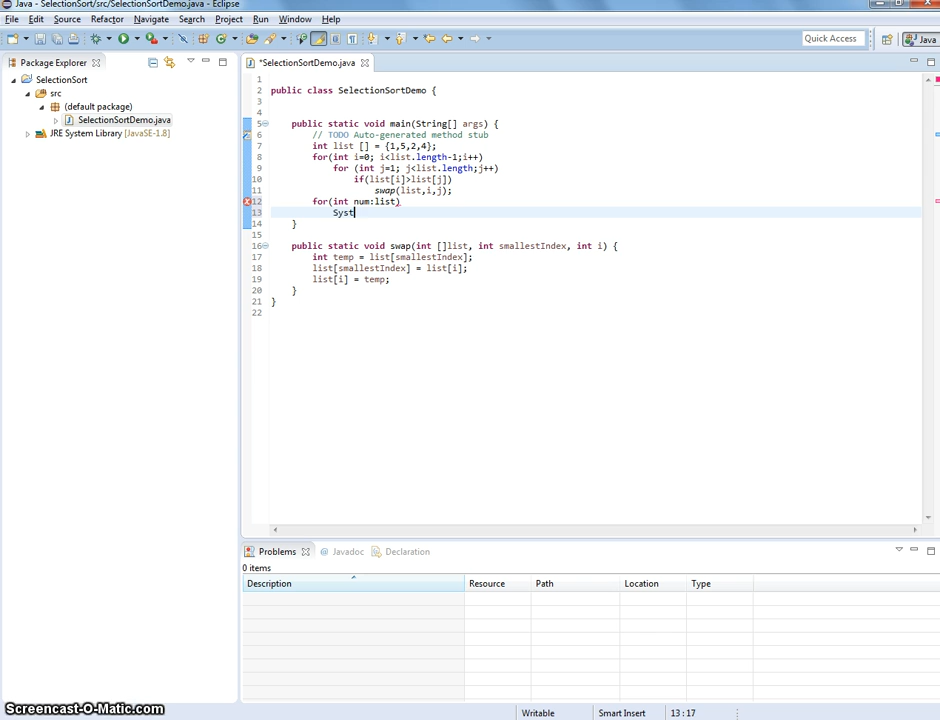 Java - SelectionSort/src/SelectionSortDemo.java - Eclipse
File Edit Source Refactor Navigate Search Project Run Window Help
Quick Access Java
Package Explorer *SelectionSortDemo.java
SelectionSort
src
(default package)
SelectionSortDemo.java
JRE System Library [JavaSE-1.8]
1
2 public class SelectionSortDemo {
3
4
5 public static void main(String[] args) {
6 // TODO Auto-generated method stub
7 int list [] = {1,5,2,4};
8 for(int i=0; i<list.length-1;i++)
9 for (int j=1; j<list.length;j++)
10 if(list[i]>list[j])
11 swap(list,i,j);
12 for(int num:list)
13 Syst
14 }
15
16 public static void swap(int []list, int smallestIndex, int i) {
17 int temp = list[smallestIndex];
18 list[smallestIndex] = list[i];
19 list[i] = temp;
20 }
21 }
22
Problems @ Javadoc Declaration
0 items
Description Resource Path Location Type
Screencast-O-Matic.com Writable Smart Insert 13 : 17